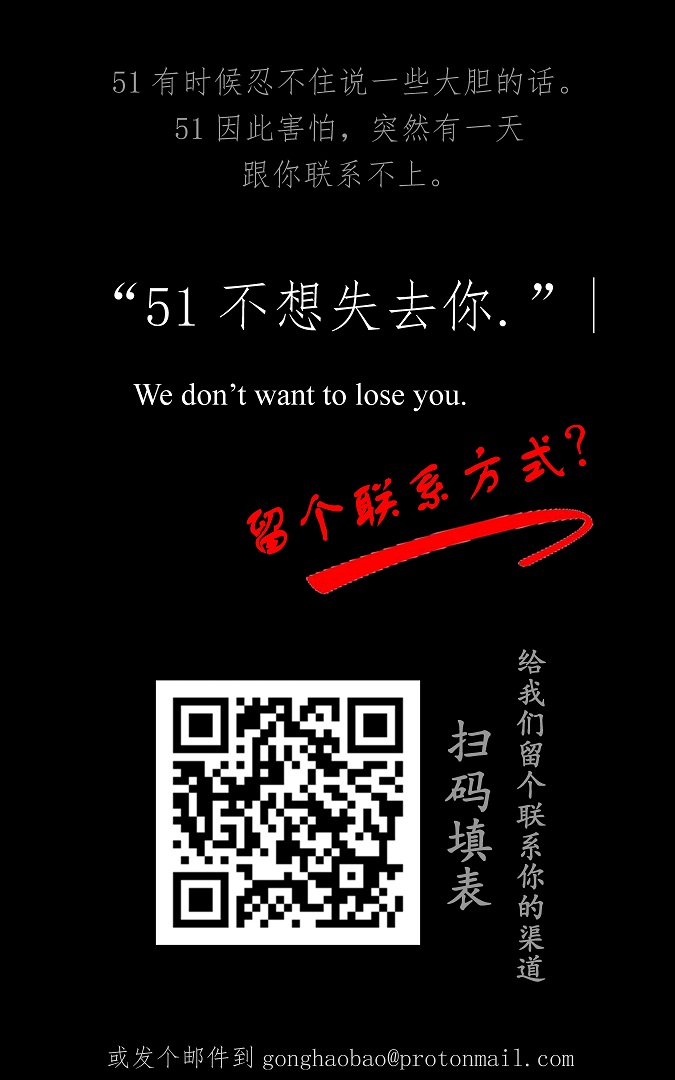 51 有时候忍不住说一些大胆的话。
51 因此害怕，突然有一天
跟你联系不上。
“51 不想失去你.”|
We don’t want to lose you.
留个联系方式?
给我们留个联系你的渠道
扫码填表
或发个邮件到 gonghaobao@protonmail.com